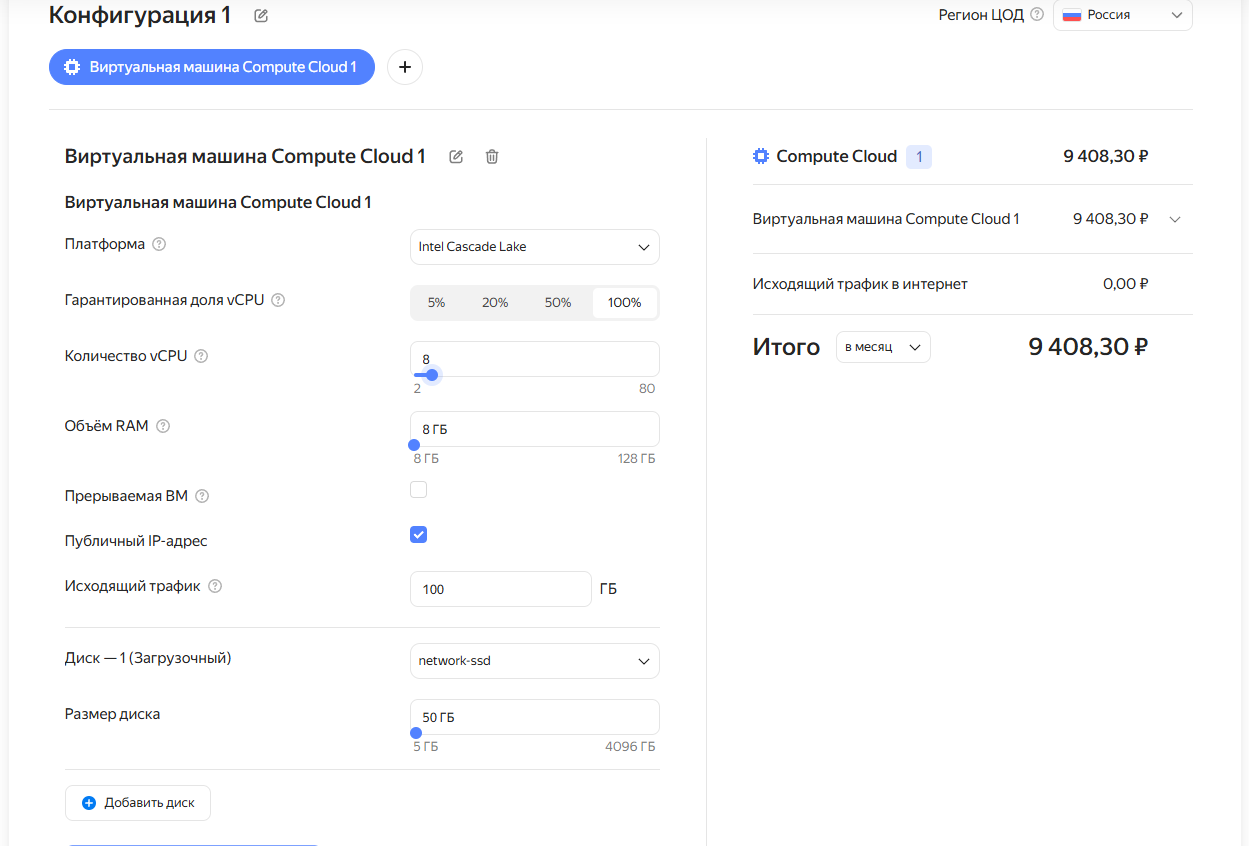 Конфигурация 1
Регион ЦОД
Россия
Виртуальная машина Compute Cloud 1
Виртуальная машина Compute Cloud 1
Виртуальная машина Compute Cloud 1
Платформа
Intel Cascade Lake
Гарантированная доля vCPU
5% 20% 50% 100%
Количество vCPU
8
2 80
Объём RAM
8 ГБ
8 ГБ 128 ГБ
Прерываемая ВМ
Публичный IP-адрес
Исходящий трафик
100 ГБ
Диск — 1 (Загрузочный)
network-ssd
Размер диска
50 ГБ
5 ГБ 4096 ГБ
Добавить диск
Compute Cloud 1 9 408,30 ₽
Виртуальная машина Compute Cloud 1 9 408,30 ₽
Исходящий трафик в интернет 0,00 ₽
Итого в месяц 9 408,30 ₽